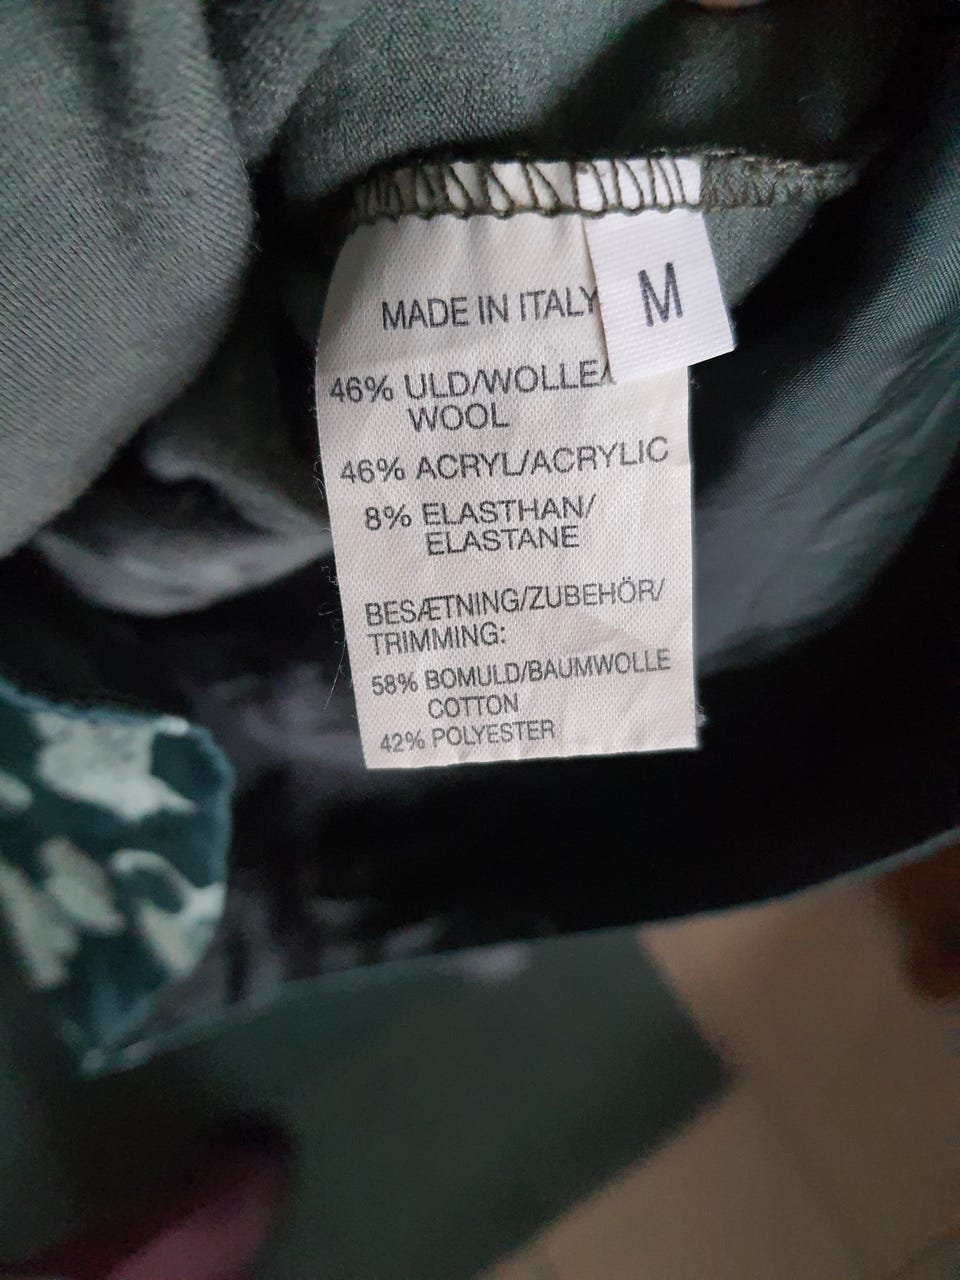 MADE IN ITALY
M
46% ULD/WOLLE/
WOOL
46% ACRYL/ACRYLIC
8% ELASTHAN/
ELASTANE
BESÆTNING/ZUBEHÖR/
TRIMMING:
58% BOMULD/BAUMWOLLE
COTTON
42% POLYESTER